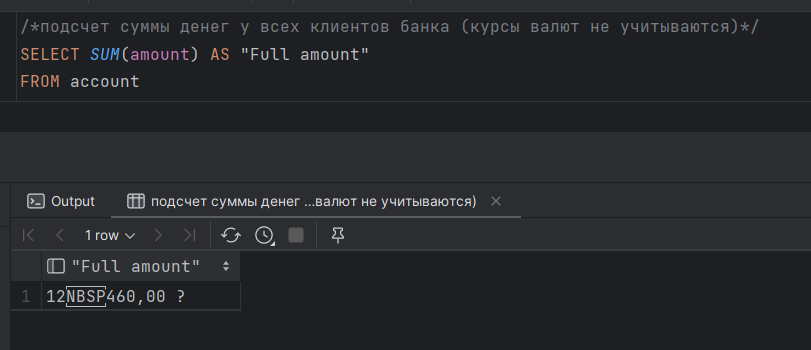 /*подсчет суммы денег у всех клиентов банка (курсы валют не учитываются)*/
SELECT SUM(amount) AS "Full amount"
FROM account
Output
подсчет суммы денег ...валют не учитываются)
1 row
"Full amount"
1 12NBSP460,00 ?